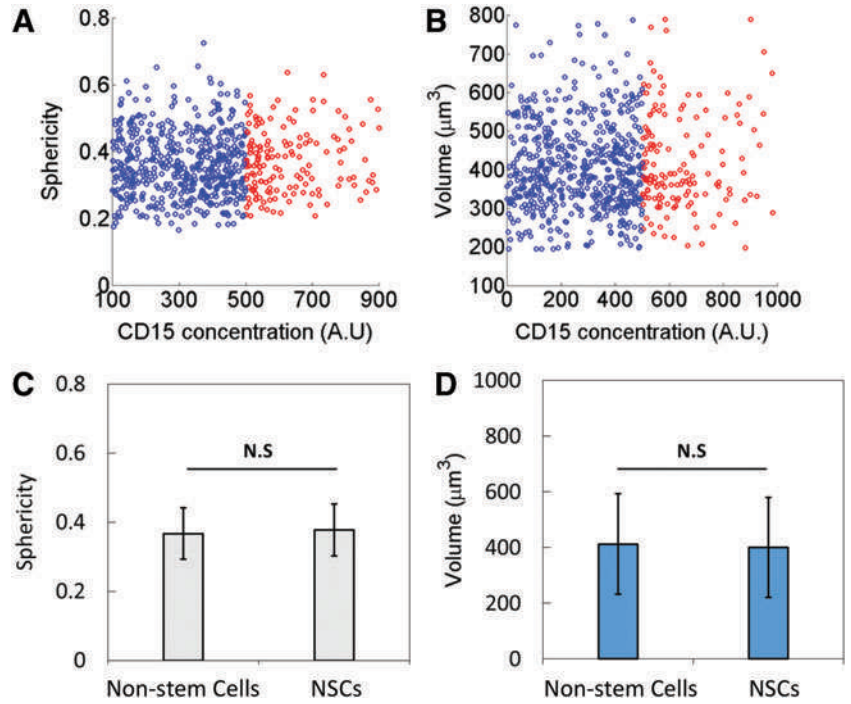 A
Sphericity
0.8
0.6
0.4
0.2
0
100 300 500 700 900
CD15 concentration (A.U)
B
Volume (μm³)
800
700
600
500
400
300
200
100
0 200 400 600 800 1000
CD15 concentration (A.U.)
C
Sphericity
0.8
0.6
0.4
0.2
0
N.S
Non-stem Cells NSCs
D
Volume (μm³)
1000
800
600
400
200
0
N.S
Non-stem Cells NSCs